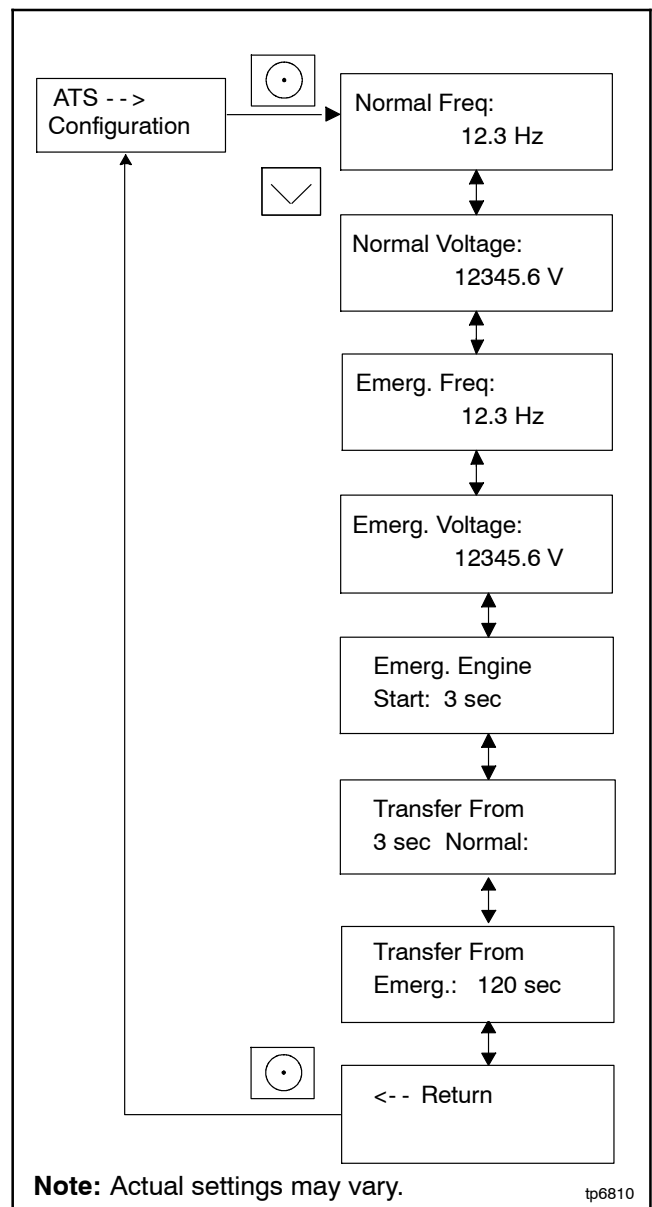 ATS - - >
Configuration
Normal Freq:
12.3 Hz
Normal Voltage:
12345.6 V
Emerg. Freq:
12.3 Hz
Emerg. Voltage:
12345.6 V
Emerg. Engine
Start: 3 sec
Transfer From
3 sec Normal:
Transfer From
Emerg.: 120 sec
<- - Return
Note: Actual settings may vary.
tp6810